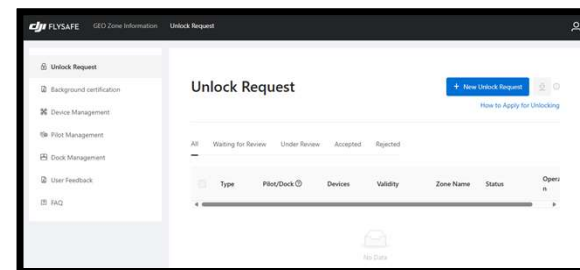 dji FLYSAFE GEO Zone Information Unlock Request
Unlock Request
Background certification
Device Management
Pilot Management
Dock Management
User Feedback
FAQ
Unlock Request
+ New Unlock Request
How to Apply for Unlocking
All Waiting for Review Under Review Accepted Rejected
Type Pilot/Dock Devices Validity Zone Name Status Opera
n
No Data